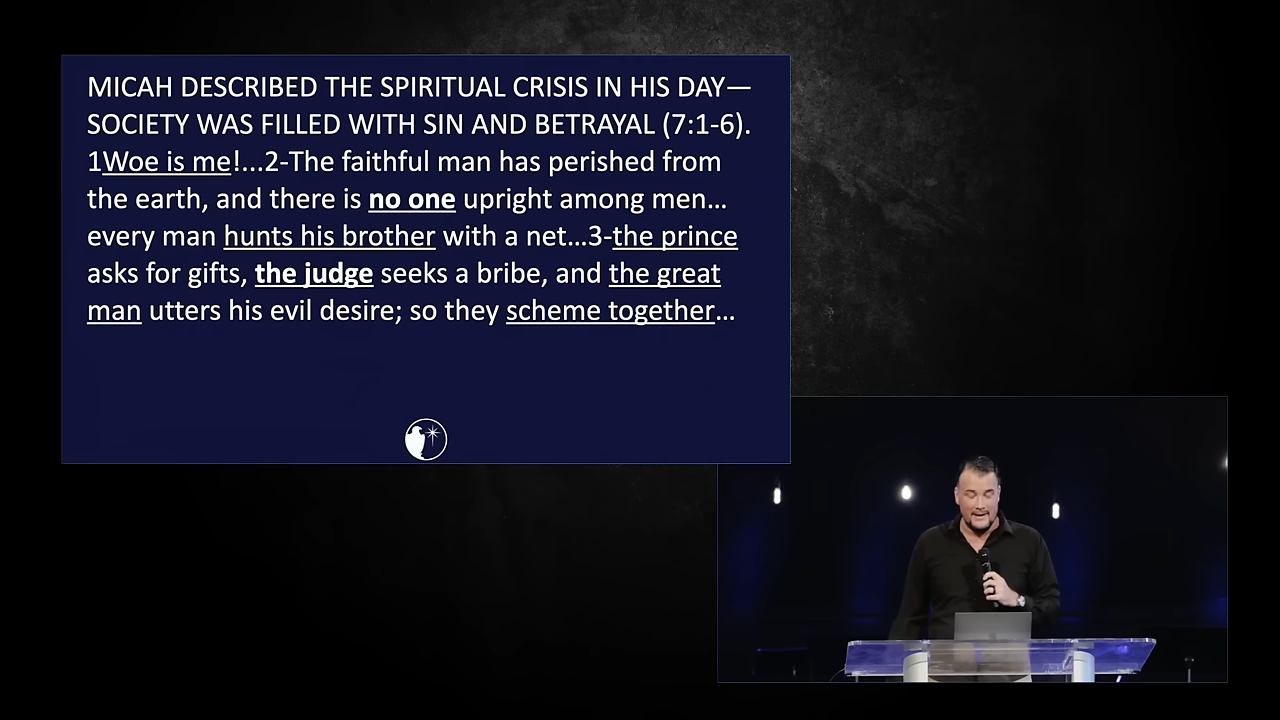 MICAH DESCRIBED THE SPIRITUAL CRISIS IN HIS DAY—
SOCIETY WAS FILLED WITH SIN AND BETRAYAL (7:1-6).
1Woe is me!...2-The faithful man has perished from
the earth, and there is no one upright among men…
every man hunts his brother with a net…3-the prince
asks for gifts, the judge seeks a bribe, and the great
man utters his evil desire; so they scheme together…